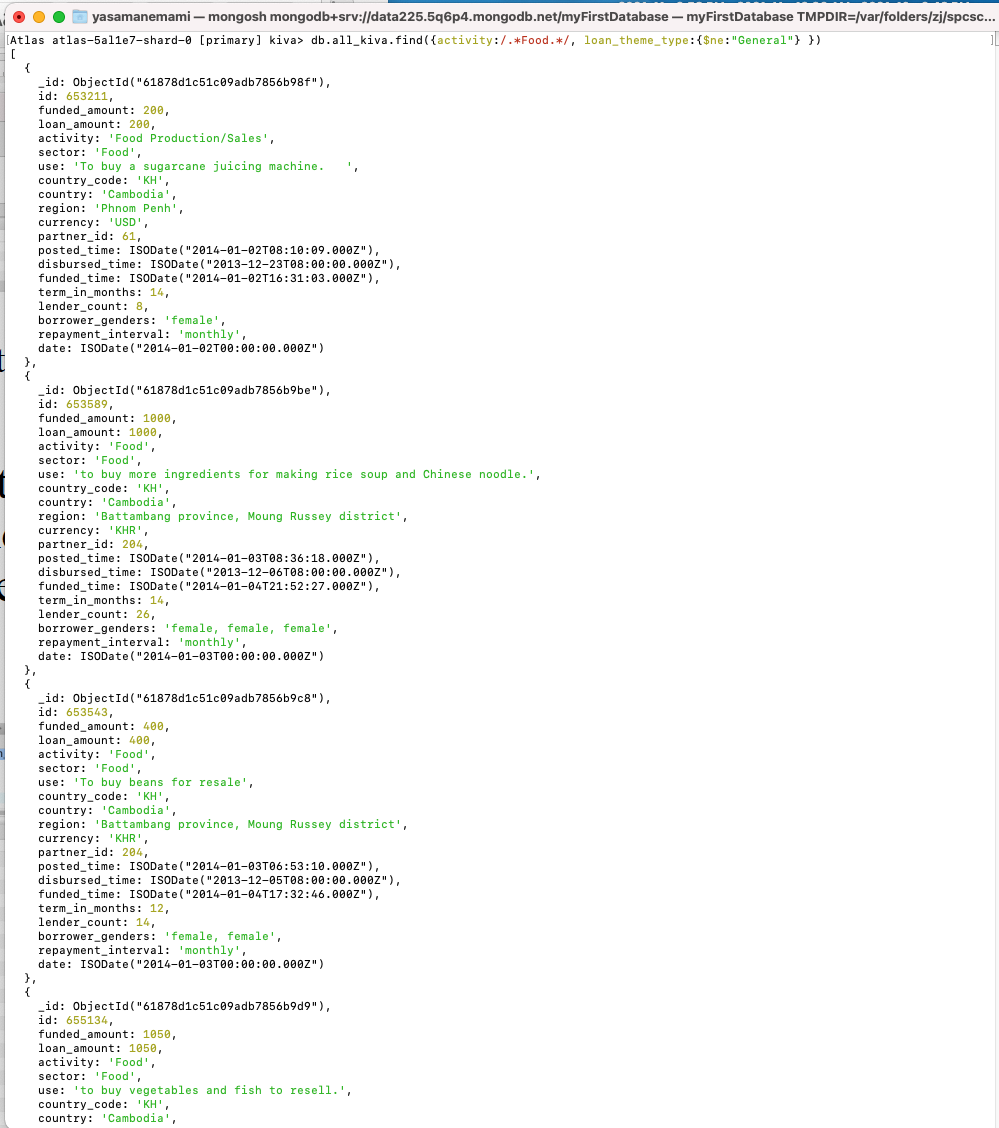 yasamanemami — mongosh mongodb+srv://data225.5q6p4.mongodb.net/myFirstDatabase — myFirstDatabase TMPDIR=/var/folders/zj/spcsc...
[Atlas atlas-5al1e7-shard-0 [primary] kiva> db.all_kiva.find({activity:/.*Food.*/, loan_theme_type:{$ne:"General"} }) ]
[
  {
    _id: ObjectId("61878d1c51c09adb7856b98f"),
    id: 653211,
    funded_amount: 200,
    loan_amount: 200,
    activity: 'Food Production/Sales',
    sector: 'Food',
    use: 'To buy a sugarcane juicing machine.   ',
    country_code: 'KH',
    country: 'Cambodia',
    region: 'Phnom Penh',
    currency: 'USD',
    partner_id: 61,
    posted_time: ISODate("2014-01-02T08:10:09.000Z"),
    disbursed_time: ISODate("2013-12-23T08:00:00.000Z"),
    funded_time: ISODate("2014-01-02T16:31:03.000Z"),
    term_in_months: 14,
    lender_count: 8,
    borrower_genders: 'female',
    repayment_interval: 'monthly',
    date: ISODate("2014-01-02T00:00:00.000Z")
  },
  {
    _id: ObjectId("61878d1c51c09adb7856b9be"),
    id: 653589,
    funded_amount: 1000,
    loan_amount: 1000,
    activity: 'Food',
    sector: 'Food',
    use: 'to buy more ingredients for making rice soup and Chinese noodle.',
    country_code: 'KH',
    country: 'Cambodia',
    region: 'Battambang province, Moung Russey district',
    currency: 'KHR',
    partner_id: 204,
    posted_time: ISODate("2014-01-03T08:36:18.000Z"),
    disbursed_time: ISODate("2013-12-06T08:00:00.000Z"),
    funded_time: ISODate("2014-01-04T21:52:27.000Z"),
    term_in_months: 14,
    lender_count: 26,
    borrower_genders: 'female, female, female',
    repayment_interval: 'monthly',
    date: ISODate("2014-01-03T00:00:00.000Z")
  },
  {
    _id: ObjectId("61878d1c51c09adb7856b9c8"),
    id: 653543,
    funded_amount: 400,
    loan_amount: 400,
    activity: 'Food',
    sector: 'Food',
    use: 'To buy beans for resale',
    country_code: 'KH',
    country: 'Cambodia',
    region: 'Battambang province, Moung Russey district',
    currency: 'KHR',
    partner_id: 204,
    posted_time: ISODate("2014-01-03T06:53:10.000Z"),
    disbursed_time: ISODate("2013-12-05T08:00:00.000Z"),
    funded_time: ISODate("2014-01-04T17:32:46.000Z"),
    term_in_months: 12,
    lender_count: 14,
    borrower_genders: 'female, female',
    repayment_interval: 'monthly',
    date: ISODate("2014-01-03T00:00:00.000Z")
  },
  {
    _id: ObjectId("61878d1c51c09adb7856b9d9"),
    id: 655134,
    funded_amount: 1050,
    loan_amount: 1050,
    activity: 'Food',
    sector: 'Food',
    use: 'to buy vegetables and fish to resell.',
    country_code: 'KH',
    country: 'Cambodia',